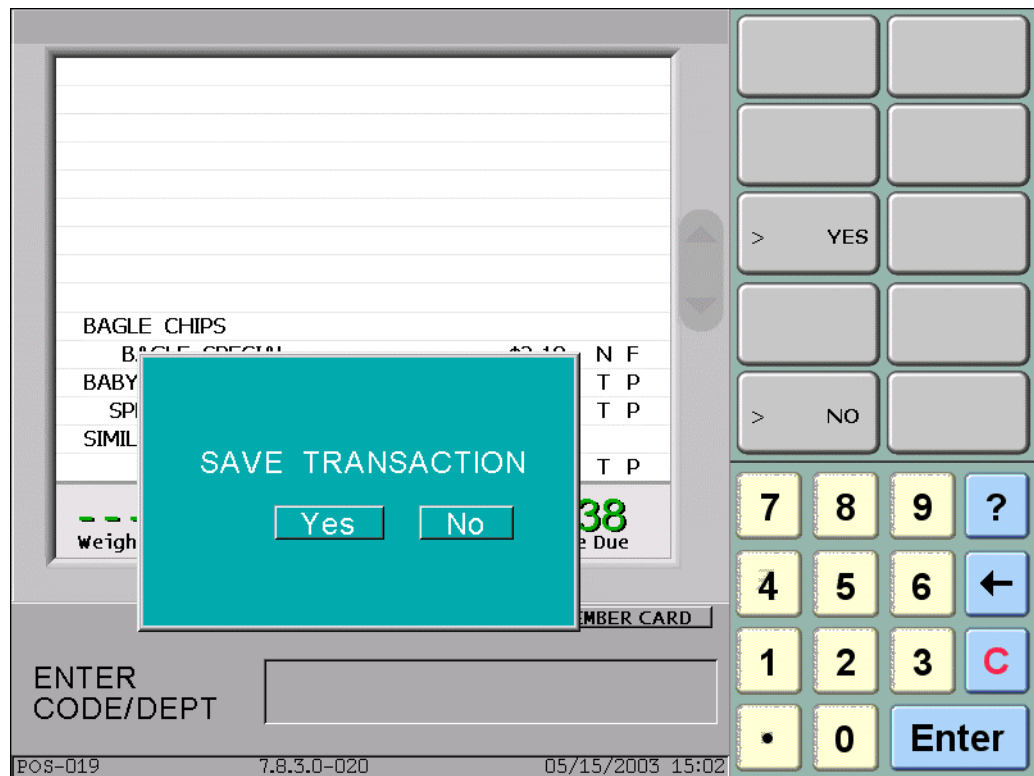 BAGLE CHIPS
N F
BABY T P
SPE T P
SIMIL
T P
SAVE TRANSACTION
Yes No
38
Weigh e Due
MBER CARD
ENTER
CODE/DEPT
POS-019 7.8.3.0-020 05/15/2003 15:02
> YES
> NO
7 8 9 ?
4 5 6 ←
1 2 3 C
. 0 Enter